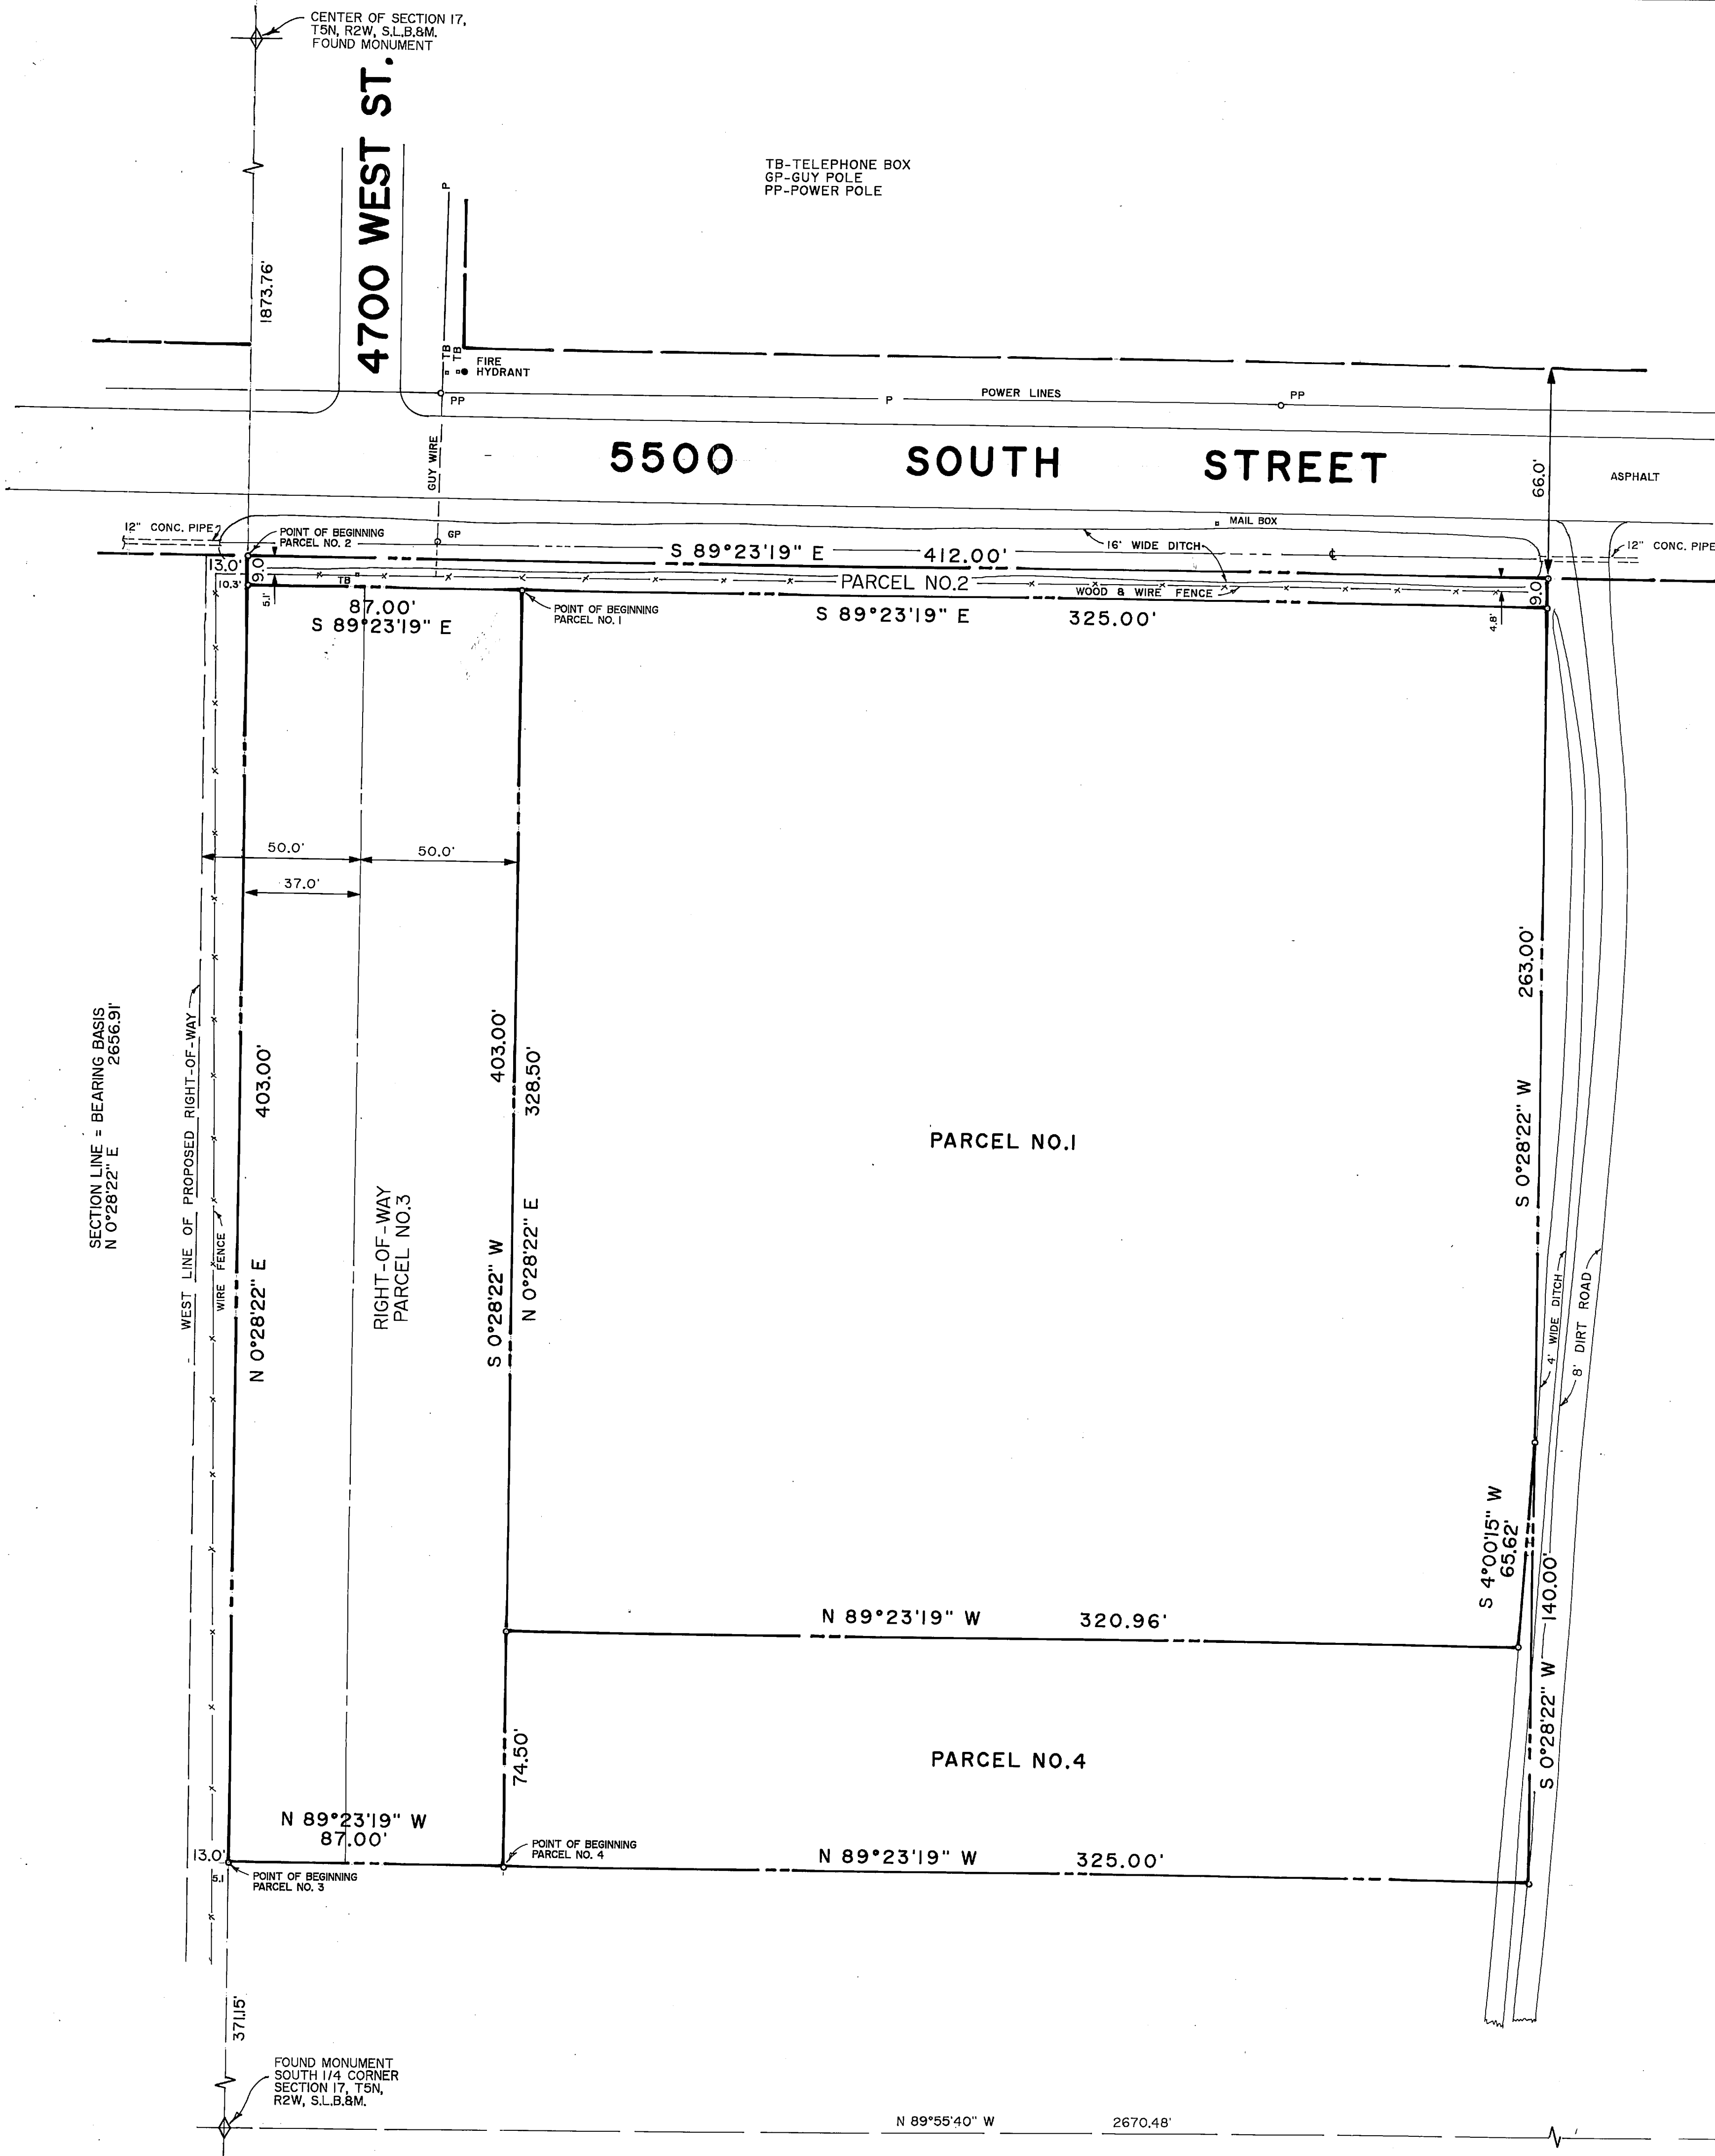 CENTER OF SECTION 17,
T5N, R2W, S.L.B.&M.
FOUND MONUMENT
4700 WEST ST.
1873.76'
TB-TELEPHONE BOX
GP-GUY POLE
PP-POWER POLE
P
TB
TB
FIRE
HYDRANT
PP
P
POWER LINES
PP
GUY WIRE
5500 SOUTH STREET
66.0'
ASPHALT
12" CONC. PIPE
POINT OF BEGINNING
PARCEL NO. 2
GP
MAIL BOX
S 89°23'19" E 412.00'
16' WIDE DITCH
℄
12" CONC. PIPE
13.0'
9.0
10.3'
5.1'
TB
PARCEL NO.2
WOOD & WIRE FENCE
9.0
4.8'
87.00'
S 89°23'19" E
POINT OF BEGINNING
PARCEL NO. 1
S 89°23'19" E 325.00'
50.0'
50.0'
37.0'
SECTION LINE = BEARING BASIS
N 0°28'22" E 2656.91'
WEST LINE OF PROPOSED RIGHT-OF-WAY
WIRE FENCE
N 0°28'22" E 403.00'
RIGHT-OF-WAY
PARCEL NO.3
S 0°28'22" W 403.00'
N 0°28'22" E 328.50'
PARCEL NO.1
S 0°28'22" W 263.00'
4' WIDE DITCH
8' DIRT ROAD
S 4°00'15" W
65.62'
S 0°28'22" W 140.00'
N 89°23'19" W 320.96'
74.50'
PARCEL NO.4
N 89°23'19" W
87.00'
13.0'
5.1
POINT OF BEGINNING
PARCEL NO. 3
POINT OF BEGINNING
PARCEL NO. 4
N 89°23'19" W 325.00'
371.15'
FOUND MONUMENT
SOUTH 1/4 CORNER
SECTION 17, T5N,
R2W, S.L.B.&M.
N 89°55'40" W 2670.48'